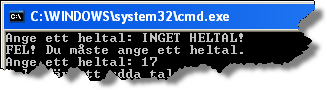 C:\WINDOWS\system32\cmd.exe
Ange ett heltal: INGET HELTAL!
FEL! Du måste ange ett heltal.
Ange ett heltal: 17